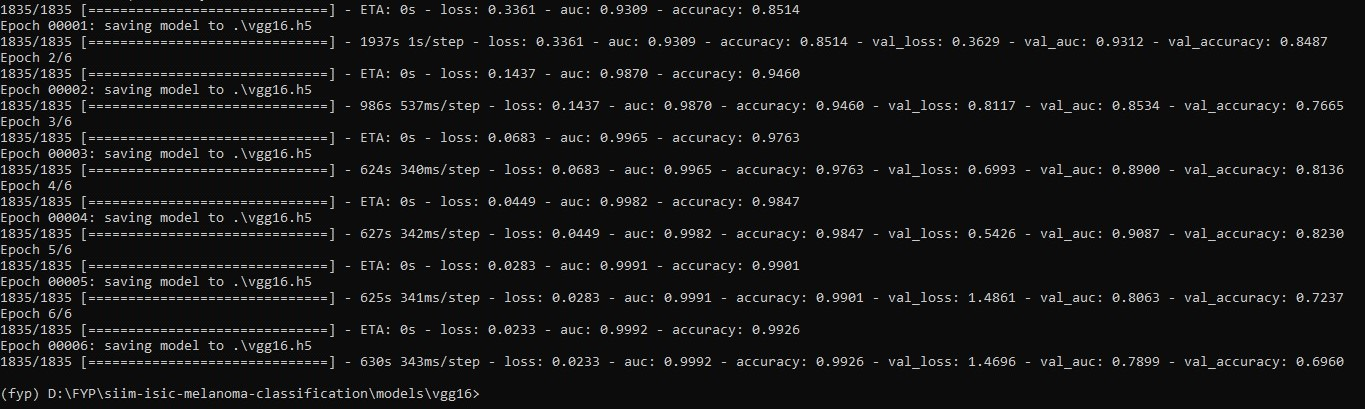 1835/1835 [==============================] - ETA: 0s - loss: 0.3361 - auc: 0.9309 - accuracy: 0.8514
Epoch 00001: saving model to .\vgg16.h5
1835/1835 [==============================] - 1937s 1s/step - loss: 0.3361 - auc: 0.9309 - accuracy: 0.8514 - val_loss: 0.3629 - val_auc: 0.9312 - val_accuracy: 0.8487
Epoch 2/6
1835/1835 [==============================] - ETA: 0s - loss: 0.1437 - auc: 0.9870 - accuracy: 0.9460
Epoch 00002: saving model to .\vgg16.h5
1835/1835 [==============================] - 986s 537ms/step - loss: 0.1437 - auc: 0.9870 - accuracy: 0.9460 - val_loss: 0.8117 - val_auc: 0.8534 - val_accuracy: 0.7665
Epoch 3/6
1835/1835 [==============================] - ETA: 0s - loss: 0.0683 - auc: 0.9965 - accuracy: 0.9763
Epoch 00003: saving model to .\vgg16.h5
1835/1835 [==============================] - 624s 340ms/step - loss: 0.0683 - auc: 0.9965 - accuracy: 0.9763 - val_loss: 0.6993 - val_auc: 0.8900 - val_accuracy: 0.8136
Epoch 4/6
1835/1835 [==============================] - ETA: 0s - loss: 0.0449 - auc: 0.9982 - accuracy: 0.9847
Epoch 00004: saving model to .\vgg16.h5
1835/1835 [==============================] - 627s 342ms/step - loss: 0.0449 - auc: 0.9982 - accuracy: 0.9847 - val_loss: 0.5426 - val_auc: 0.9087 - val_accuracy: 0.8230
Epoch 5/6
1835/1835 [==============================] - ETA: 0s - loss: 0.0283 - auc: 0.9991 - accuracy: 0.9901
Epoch 00005: saving model to .\vgg16.h5
1835/1835 [==============================] - 625s 341ms/step - loss: 0.0283 - auc: 0.9991 - accuracy: 0.9901 - val_loss: 1.4861 - val_auc: 0.8063 - val_accuracy: 0.7237
Epoch 6/6
1835/1835 [==============================] - ETA: 0s - loss: 0.0233 - auc: 0.9992 - accuracy: 0.9926
Epoch 00006: saving model to .\vgg16.h5
1835/1835 [==============================] - 630s 343ms/step - loss: 0.0233 - auc: 0.9992 - accuracy: 0.9926 - val_loss: 1.4696 - val_auc: 0.7899 - val_accuracy: 0.6960
(fyp) D:\FYP\siim-isic-melanoma-classification\models\vgg16>